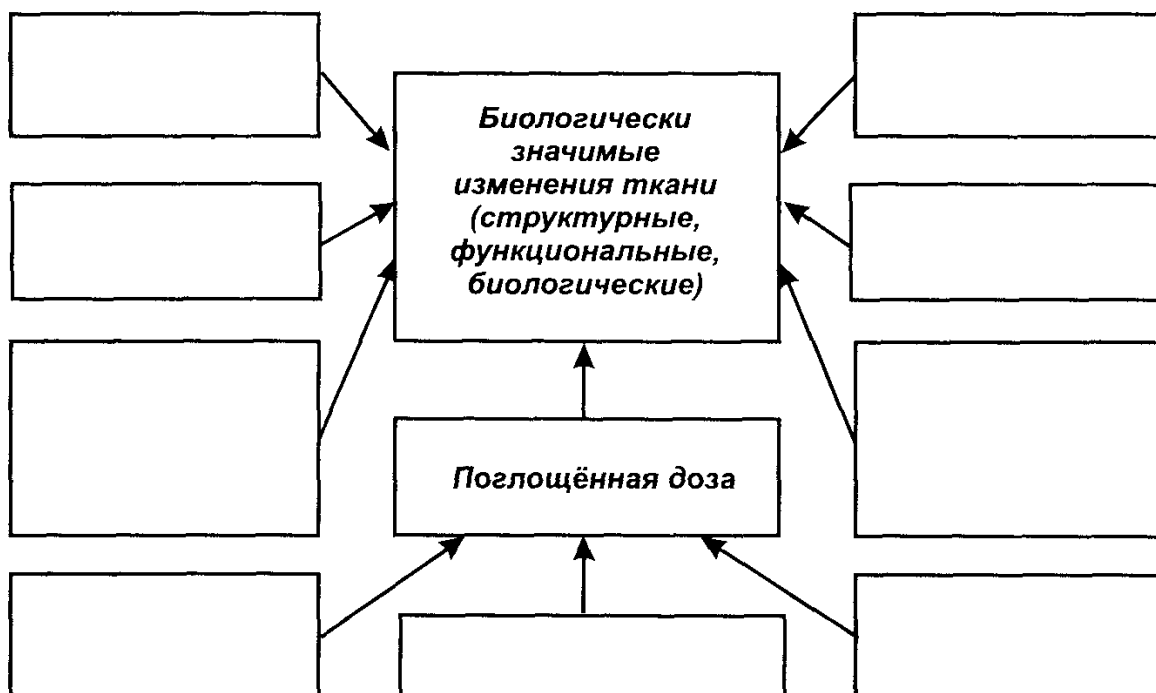 Биологически
значимые
изменения ткани
(структурные,
функциональные,
биологические)
Поглощённая доза